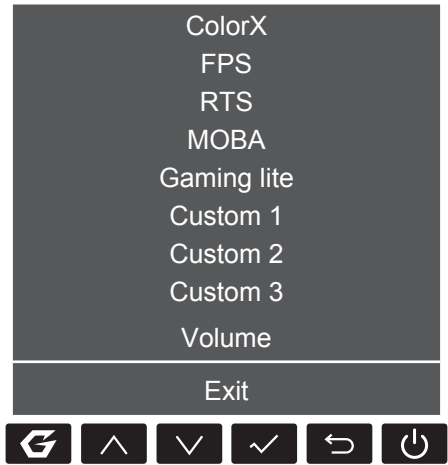 ColorX
FPS
RTS
MOBA
Gaming lite
Custom 1
Custom 2
Custom 3
Volume
Exit